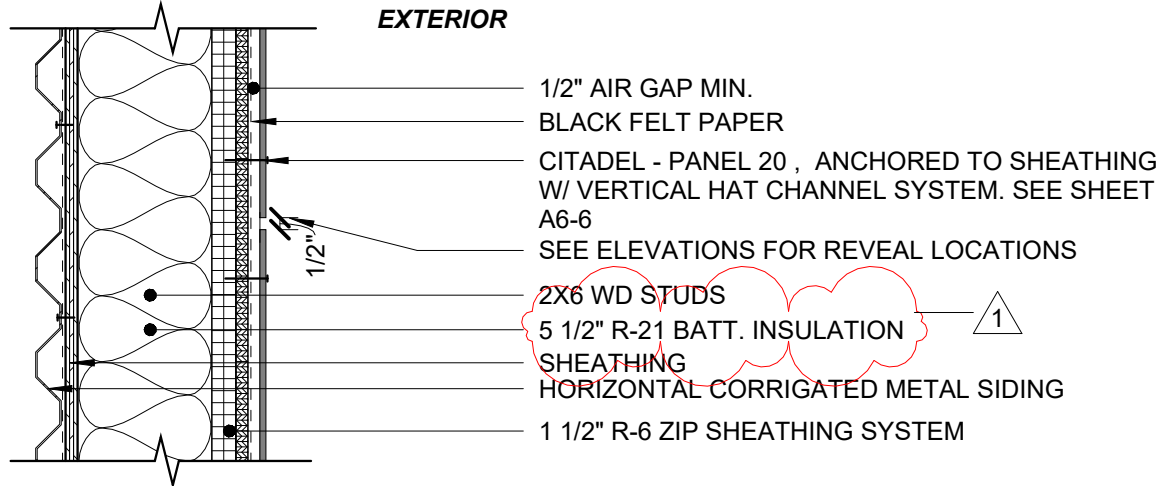 EXTERIOR
1/2" AIR GAP MIN.
BLACK FELT PAPER
CITADEL - PANEL 20 , ANCHORED TO SHEATHING
W/ VERTICAL HAT CHANNEL SYSTEM. SEE SHEET
A6-6
SEE ELEVATIONS FOR REVEAL LOCATIONS
1/2"
2X6 WD STUDS
5 1/2" R-21 BATT. INSULATION
1
SHEATHING
HORIZONTAL CORRIGATED METAL SIDING
1 1/2" R-6 ZIP SHEATHING SYSTEM